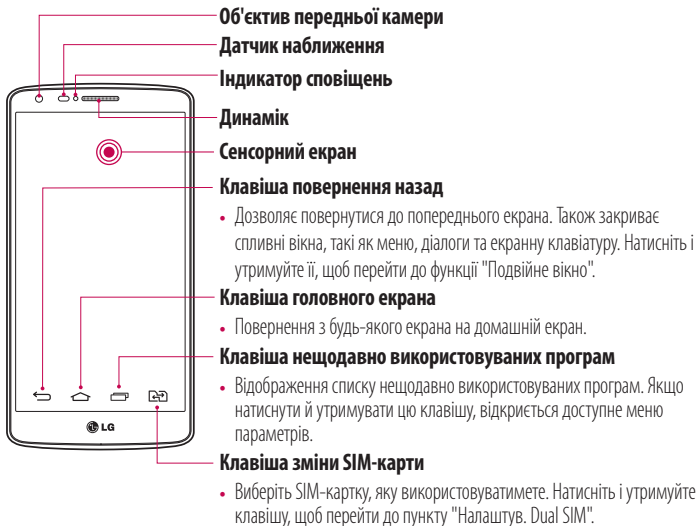 Об'єктив передньої камери
Датчик наближення
Індикатор сповіщень
Динамік
Сенсорний екран
Клавіша повернення назад
• Дозволяє повернутися до попереднього екрана. Також закриває
спливні вікна, такі як меню, діалоги та екранну клавіатуру. Натисніть і
утримуйте її, щоб перейти до функції "Подвійне вікно".
Клавіша головного екрана
• Повернення з будь-якого екрана на домашній екран.
Клавіша нещодавно використовуваних програм
• Відображення списку нещодавно використовуваних програм. Якщо
натиснути й утримувати цю клавішу, відкриється доступне меню
параметрів.
Клавіша зміни SIM-карти
• Виберіть SIM-картку, яку використовуватимете. Натисніть і утримуйте
клавішу, щоб перейти до пункту "Налаштув. Dual SIM".
LG